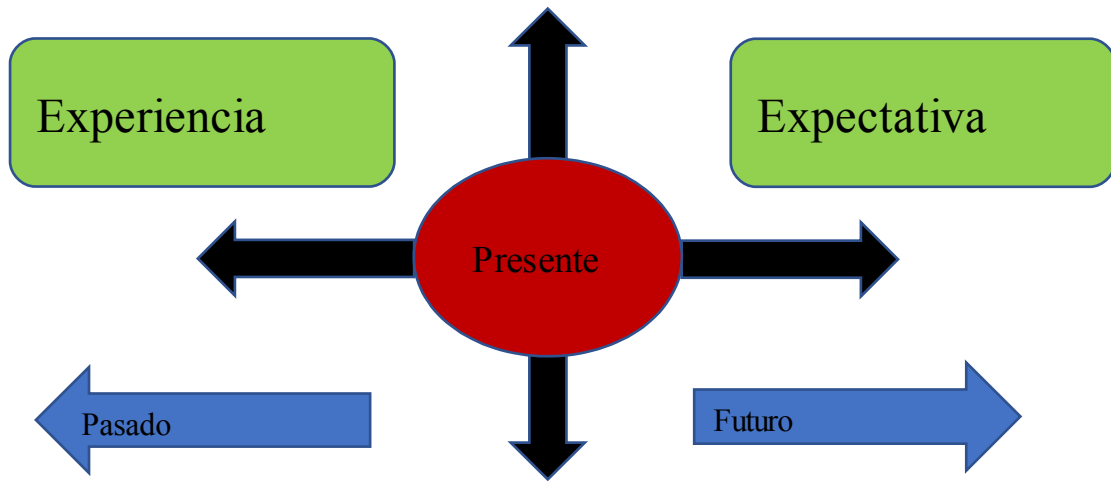 Experiencia
Expectativa
Presente
Pasado
Futuro